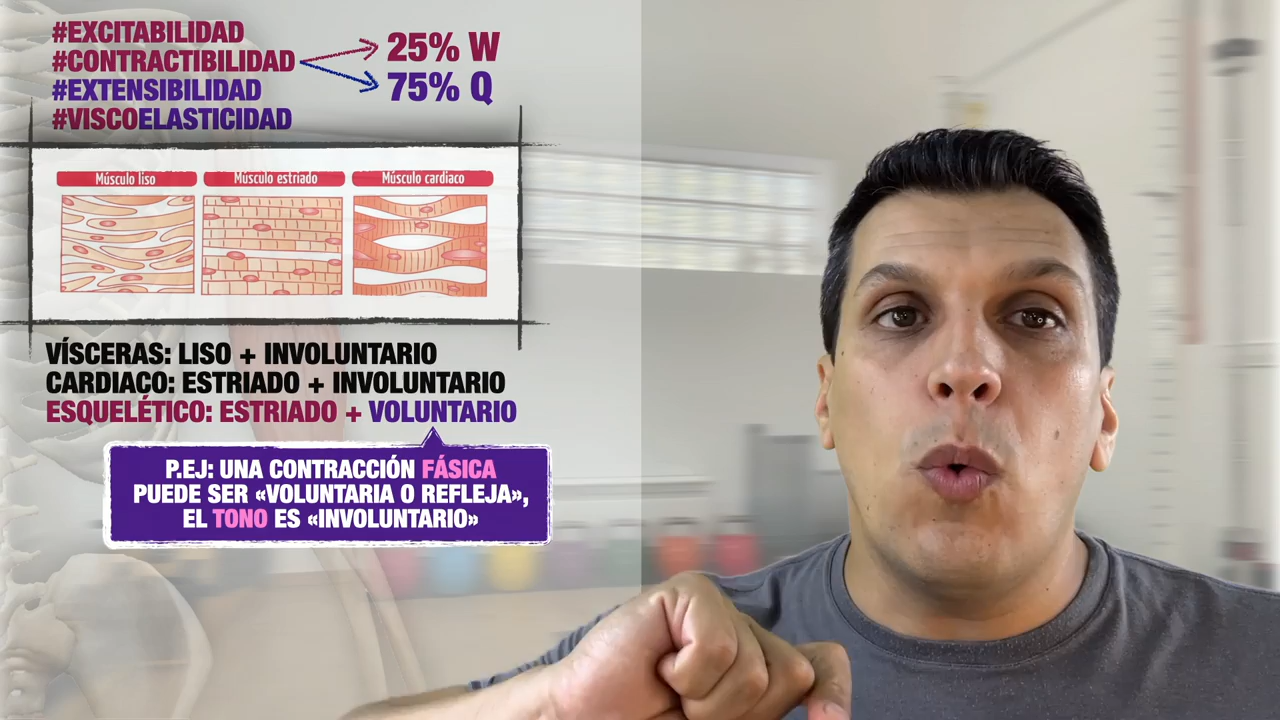 #EXCITABILIDAD
#CONTRACTIBILIDAD
#EXTENSIBILIDAD
#VISCOELASTICIDAD
25% W
75% Q
Músculo liso
Músculo estriado
Músculo cardiaco
VÍSCERAS: LISO + INVOLUNTARIO
CARDIACO: ESTRIADO + INVOLUNTARIO
ESQUELÉTICO: ESTRIADO + VOLUNTARIO
P.EJ: UNA CONTRACCIÓN FÁSICA
PUEDE SER «VOLUNTARIA O REFLEJA»,
EL TONO ES «INVOLUNTARIO»